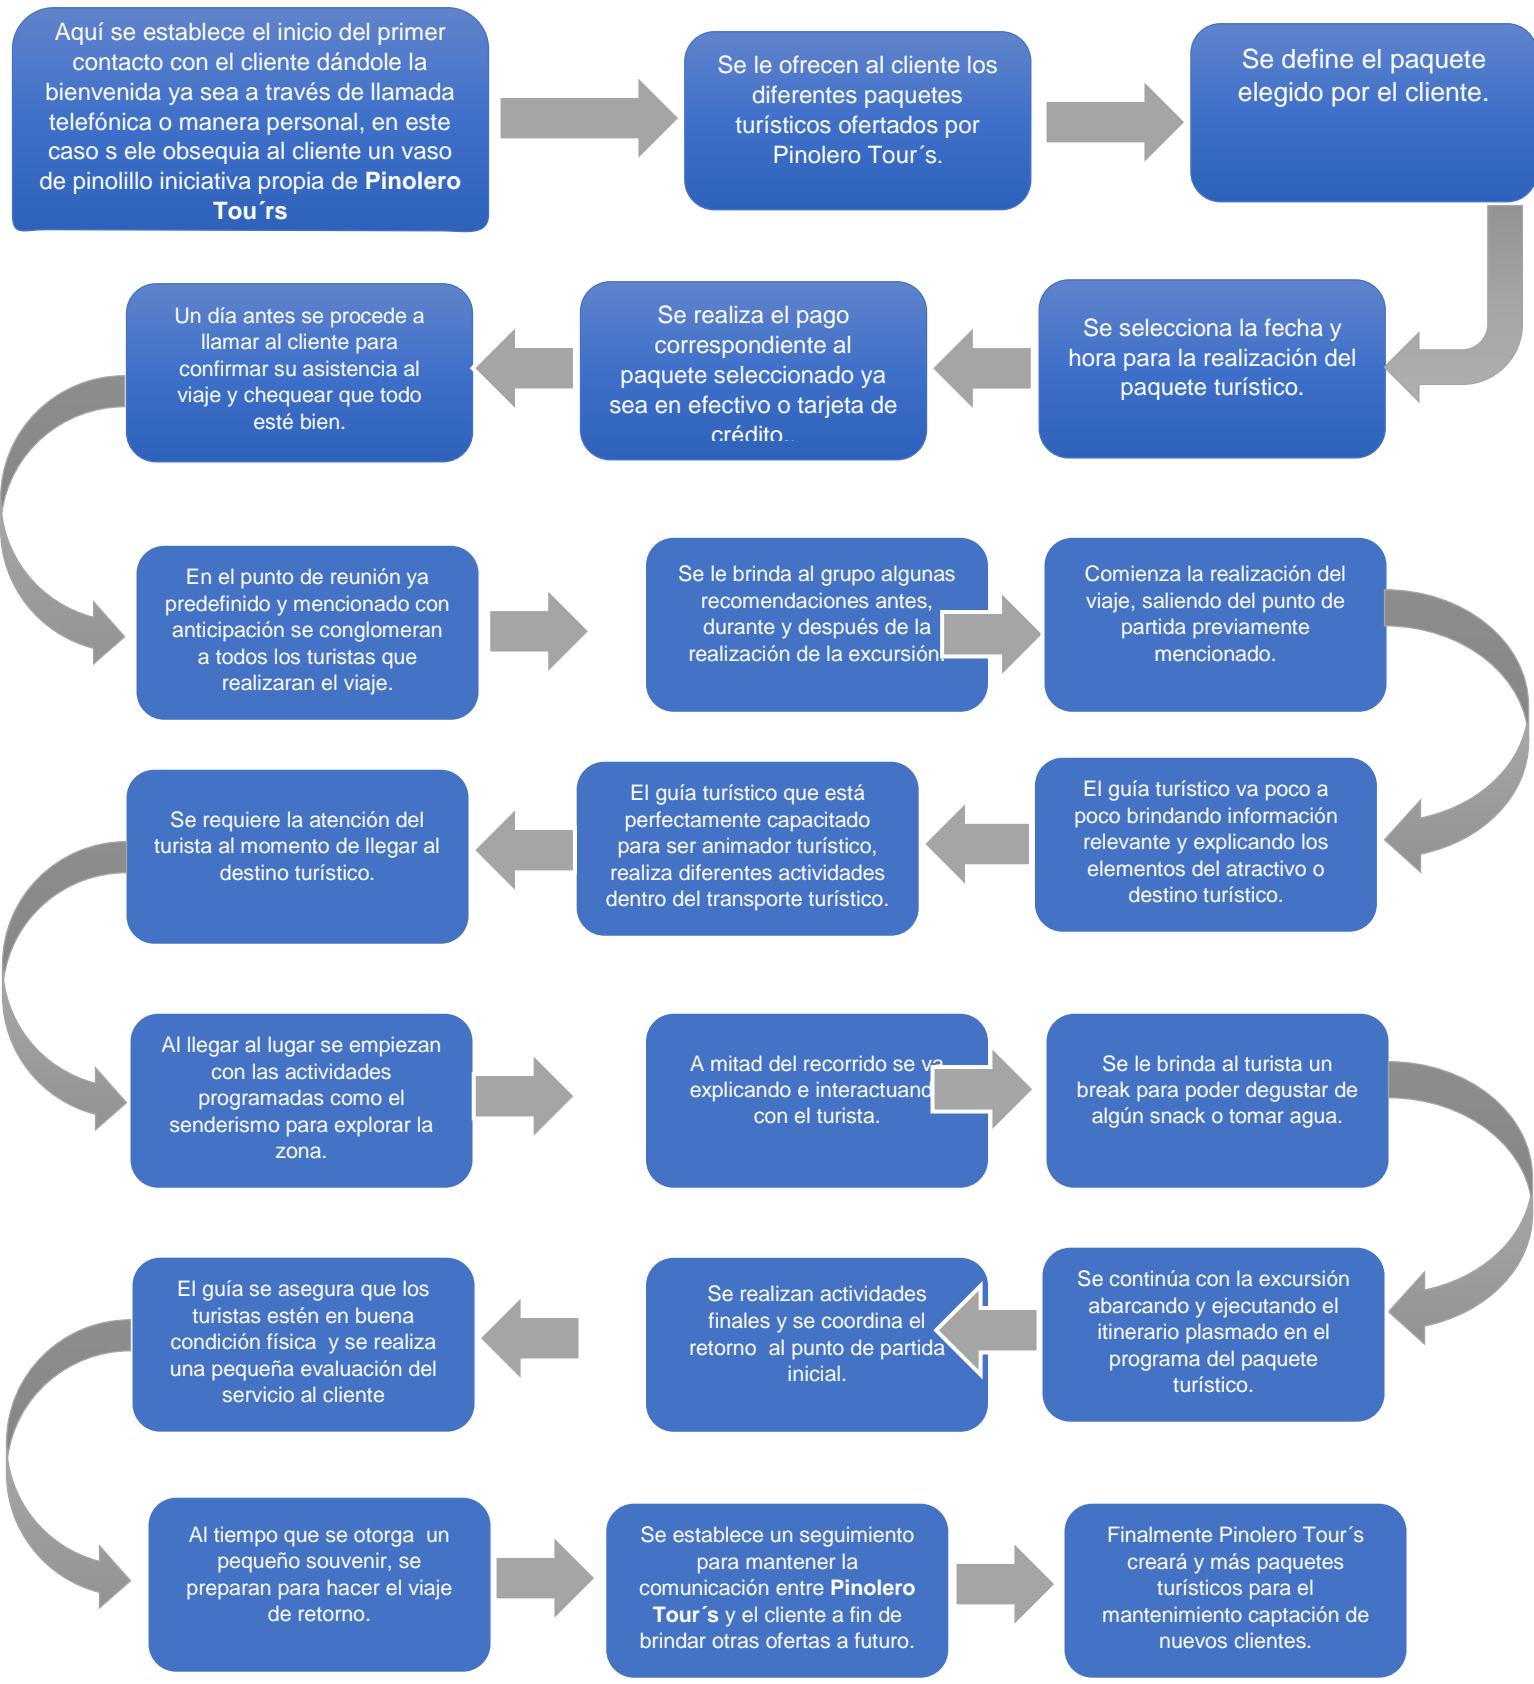 Aquí se establece el inicio del primer
contacto con el cliente dándole la
bienvenida ya sea a través de llamada
telefónica o manera personal, en este
caso s ele obsequia al cliente un vaso
de pinolillo iniciativa propia de Pinolero
Tou´rs
Se le ofrecen al cliente los
diferentes paquetes
turísticos ofertados por
Pinolero Tour´s.
Se define el paquete
elegido por el cliente.
Se selecciona la fecha y
hora para la realización del
paquete turístico.
Se realiza el pago
correspondiente al
paquete seleccionado ya
sea en efectivo o tarjeta de
crédito..
Un día antes se procede a
llamar al cliente para
confirmar su asistencia al
viaje y chequear que todo
esté bien.
En el punto de reunión ya
predefinido y mencionado con
anticipación se conglomeran
a todos los turistas que
realizaran el viaje.
Se le brinda al grupo algunas
recomendaciones antes,
durante y después de la
realización de la excursión.
Comienza la realización del
viaje, saliendo del punto de
partida previamente
mencionado.
El guía turístico va poco a
poco brindando información
relevante y explicando los
elementos del atractivo o
destino turístico.
El guía turístico que está
perfectamente capacitado
para ser animador turístico,
realiza diferentes actividades
dentro del transporte turístico.
Se requiere la atención del
turista al momento de llegar al
destino turístico.
Al llegar al lugar se empiezan
con las actividades
programadas como el
senderismo para explorar la
zona.
A mitad del recorrido se va
explicando e interactuando
con el turista.
Se le brinda al turista un
break para poder degustar de
algún snack o tomar agua.
Se continúa con la excursión
abarcando y ejecutando el
itinerario plasmado en el
programa del paquete
turístico.
Se realizan actividades
finales y se coordina el
retorno al punto de partida
inicial.
El guía se asegura que los
turistas estén en buena
condición física y se realiza
una pequeña evaluación del
servicio al cliente
Al tiempo que se otorga un
pequeño souvenir, se
preparan para hacer el viaje
de retorno.
Se establece un seguimiento
para mantener la
comunicación entre Pinolero
Tour´s y el cliente a fin de
brindar otras ofertas a futuro.
Finalmente Pinolero Tour´s
creará y más paquetes
turísticos para el
mantenimiento captación de
nuevos clientes.